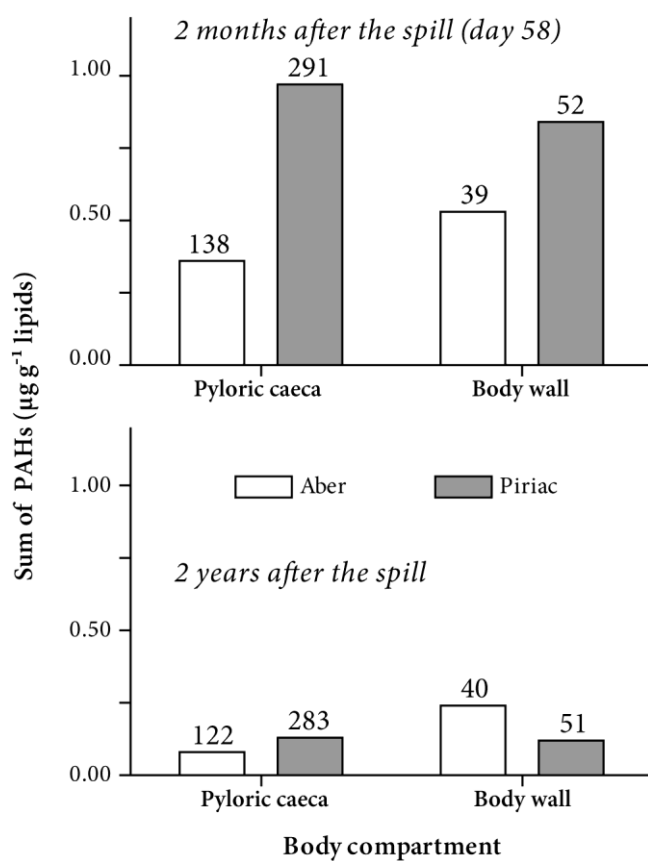 2 months after the spill (day 58)
1.00
291
52
39
0.50
138
0.00
Pyloric caeca
Body wall
Sum of PAHs (µg g⁻¹ lipids)
1.00
Aber
Piriac
2 years after the spill
0.50
40
283
51
122
0.00
Pyloric caeca
Body wall
Body compartment